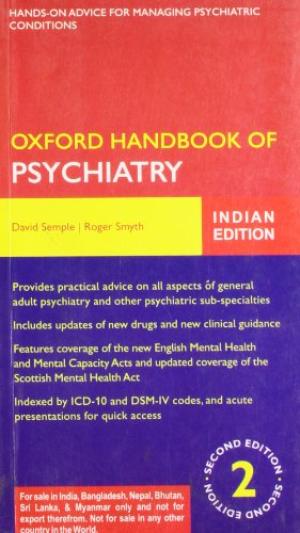 HANDS-ON ADVICE FOR MANAGING PSYCHIATRIC
CONDITIONS
OXFORD HANDBOOK OF
PSYCHIATRY
David Semple | Roger Smyth
INDIAN
EDITION
Provides practical advice on all aspects of general
adult psychiatry and other psychiatric sub-specialties
Includes updates of new drugs and new clinical guidance
Features coverage of the new English Mental Health
and Mental Capacity Acts and updated coverage of the
Scottish Mental Health Act
Indexed by ICD-10 and DSM-IV codes, and acute
presentations for quick access
SECOND EDITION • SECOND EDITION •
2
For sale in India, Bangladesh, Nepal, Bhutan,
Sri Lanka, & Myanmar only and not for
export therefrom. Not for sale in any other
country in the World.